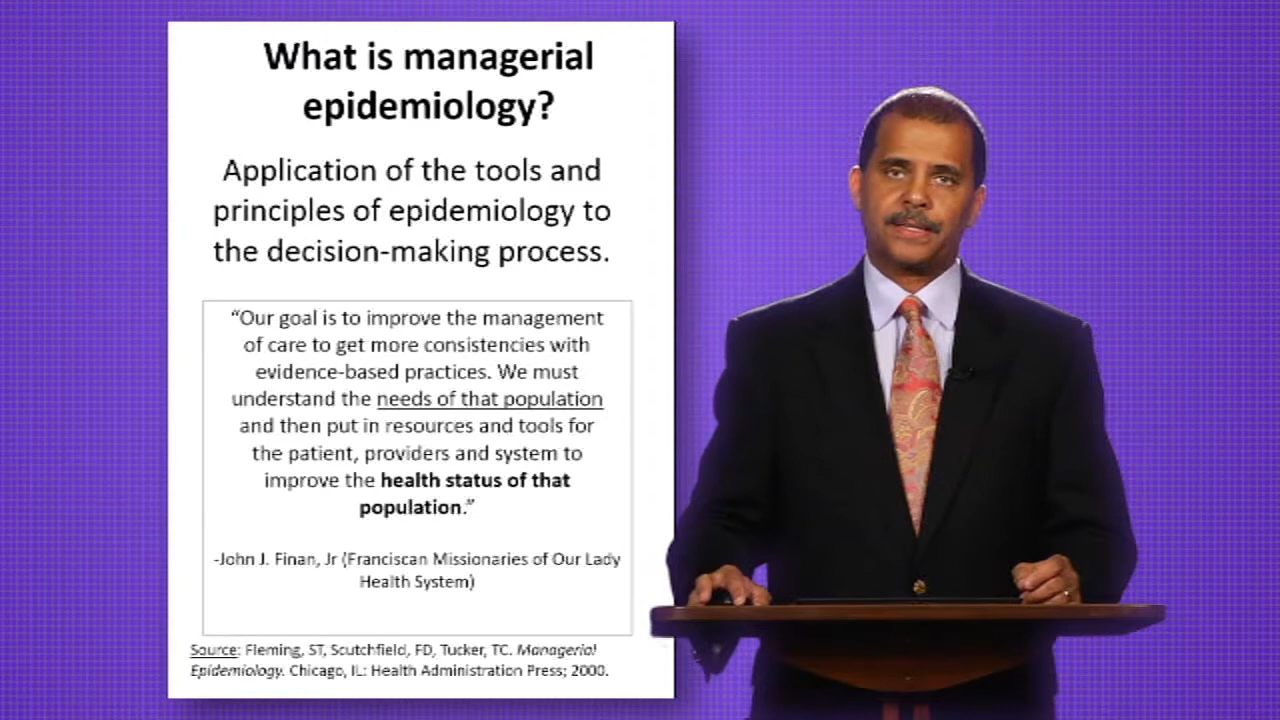 What is managerial
epidemiology?
Application of the tools and
principles of epidemiology to
the decision-making process.
“Our goal is to improve the management
of care to get more consistencies with
evidence-based practices. We must
understand the needs of that population
and then put in resources and tools for
the patient, providers and system to
improve the health status of that
population.”
-John J. Finan, Jr (Franciscan Missionaries of Our Lady
Health System)
Source: Fleming, ST, Scutchfield, FD, Tucker, TC. Managerial
Epidemiology. Chicago, IL: Health Administration Press; 2000.